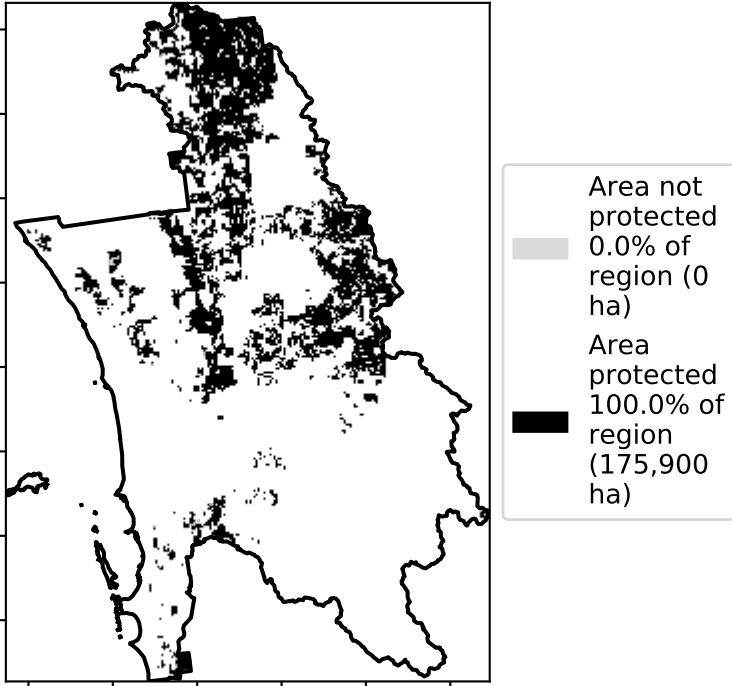 Area not
protected
0.0% of
region (0
ha)
Area
protected
100.0% of
region
(175,900
ha)